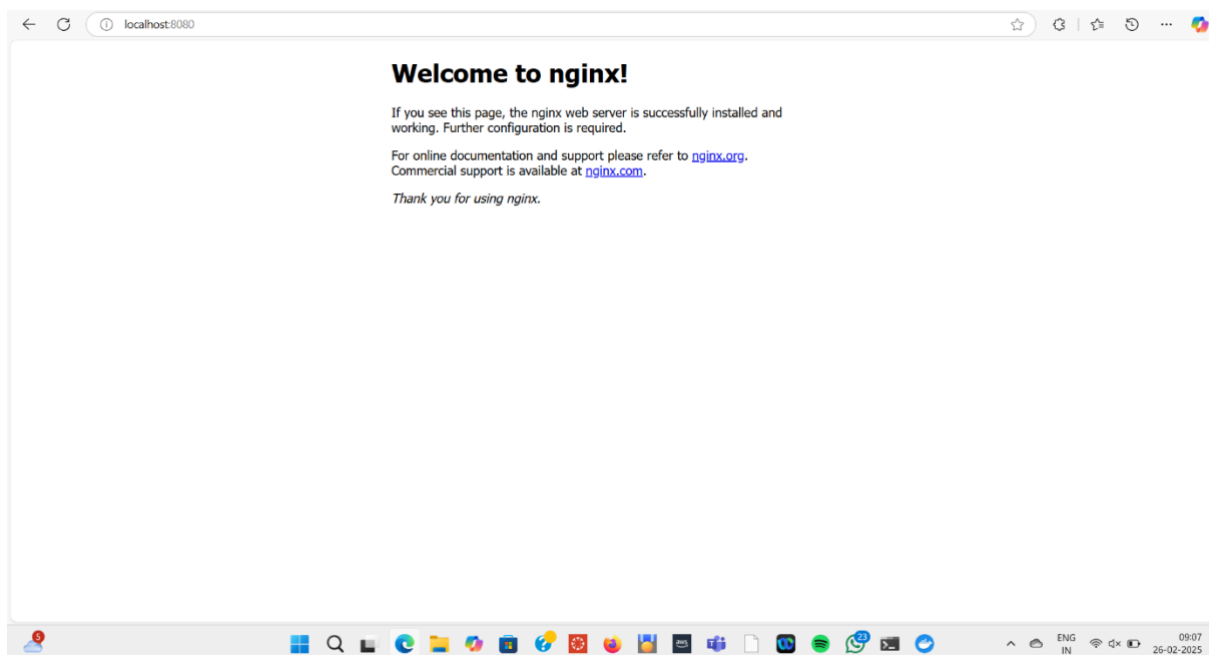 localhost:8080
Welcome to nginx!
If you see this page, the nginx web server is successfully installed and
working. Further configuration is required.
For online documentation and support please refer to nginx.org.
Commercial support is available at nginx.com.
Thank you for using nginx.
5
aws
23
ENG
IN
09:07
26-02-2025